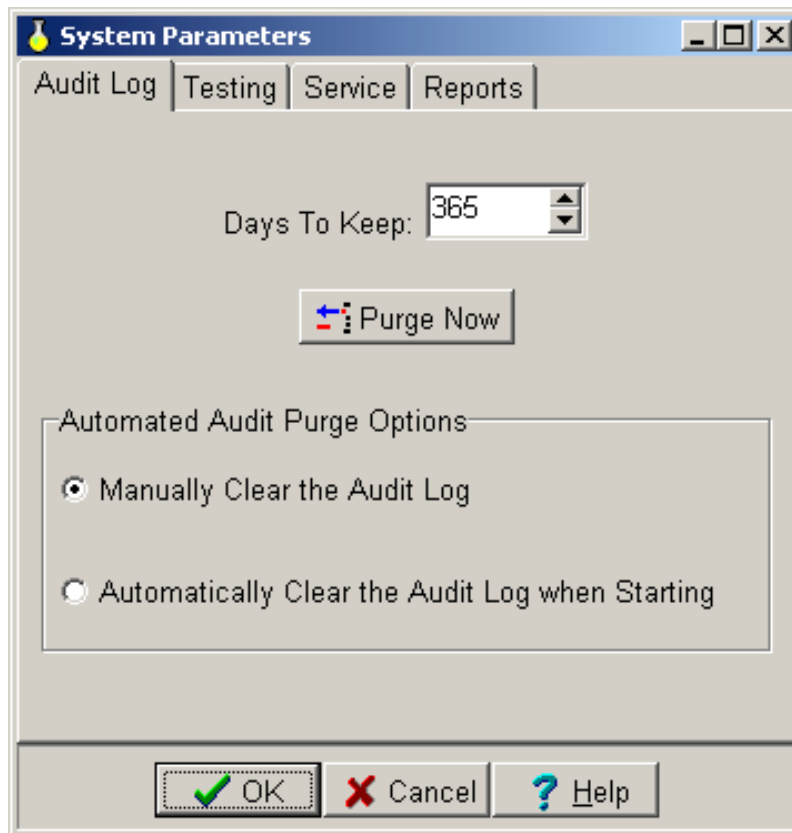 System Parameters
Audit Log Testing Service Reports
Days To Keep: 365
Purge Now
Automated Audit Purge Options
Manually Clear the Audit Log
Automatically Clear the Audit Log when Starting
OK Cancel Help